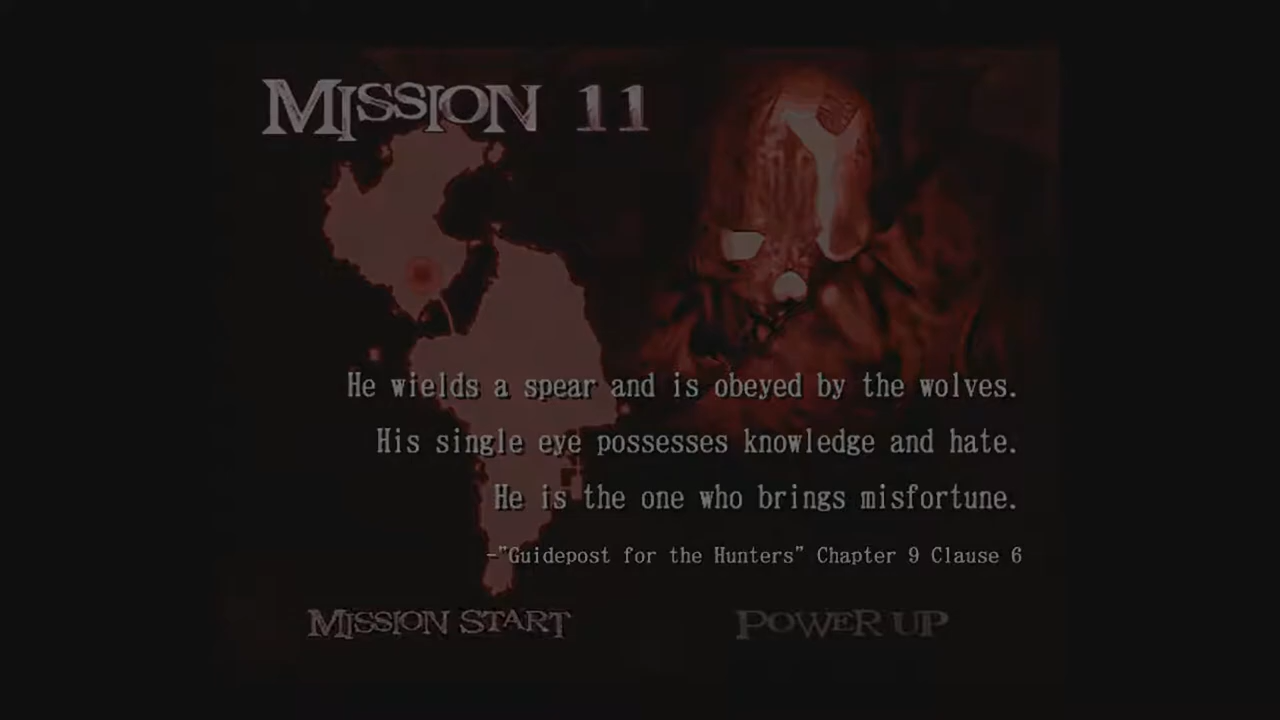 MISSION 11
He wields a spear and is obeyed by the wolves.
His single eye possesses knowledge and hate.
He is the one who brings misfortune.
-"Guidepost for the Hunters" Chapter 9 Clause 6
MISSION START
POWER UP